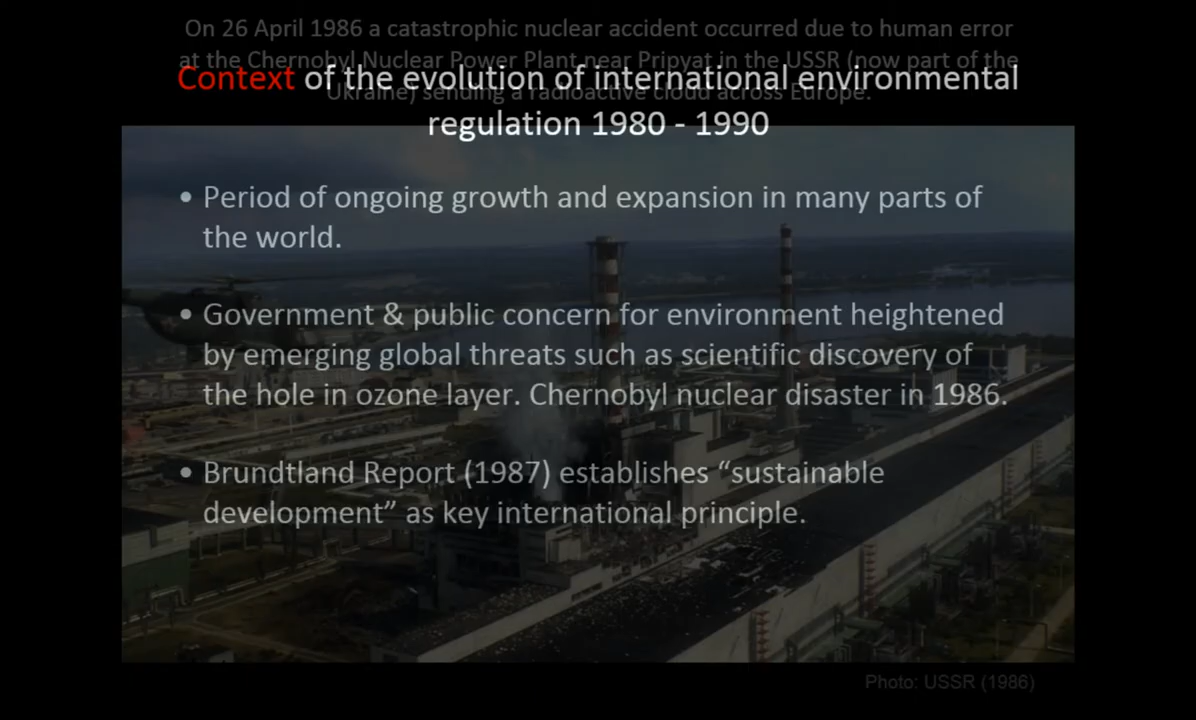 On 26 April 1986 a catastrophic nuclear accident occurred due to human error
at the Chernobyl Nuclear Power Plant near Pripyat in the USSR (now part of the
Ukraine) sending a radioactive cloud across Europe.
Context of the evolution of international environmental
regulation 1980 - 1990
• Period of ongoing growth and expansion in many parts of
the world.
• Government & public concern for environment heightened
by emerging global threats such as scientific discovery of
the hole in ozone layer. Chernobyl nuclear disaster in 1986.
• Brundtland Report (1987) establishes “sustainable
development” as key international principle.
Photo: USSR (1986)